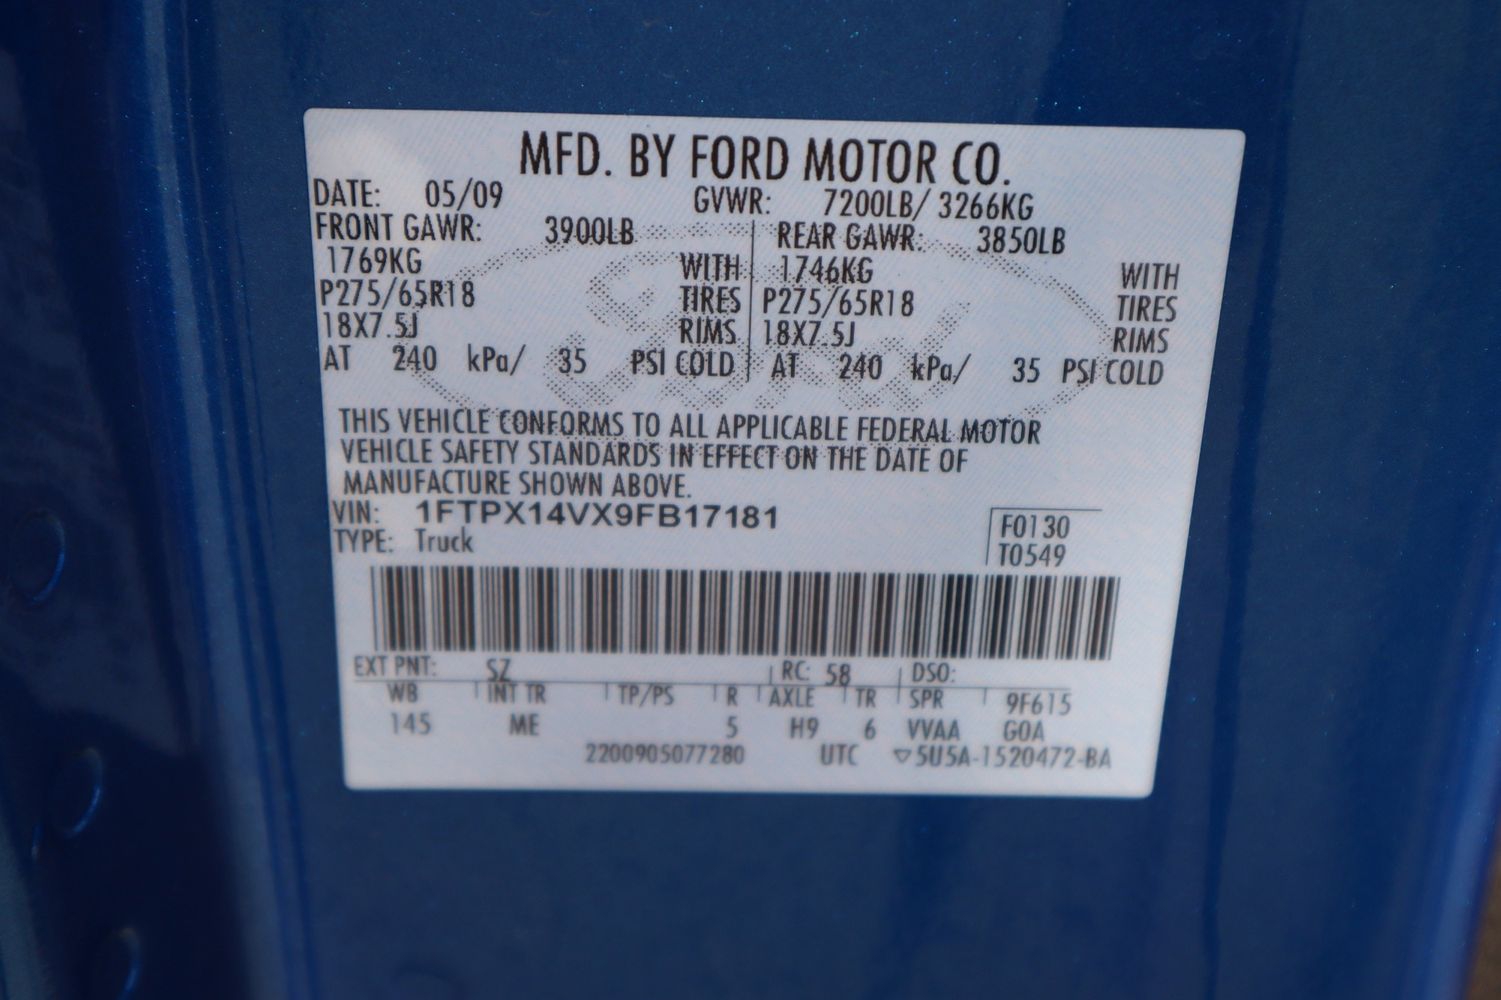 MFD. BY FORD MOTOR CO.
DATE: 05/09 GVWR: 7200LB/ 3266KG
FRONT GAWR: 3900LB REAR GAWR: 3850LB
1769KG WITH 1746KG WITH
P275/65R18 TIRES P275/65R18 TIRES
18X7.5J RIMS 18X7.5J RIMS
AT 240 kPa/ 35 PSI COLD AT 240 kPa/ 35 PSI COLD
THIS VEHICLE CONFORMS TO ALL APPLICABLE FEDERAL MOTOR
VEHICLE SAFETY STANDARDS IN EFFECT ON THE DATE OF
MANUFACTURE SHOWN ABOVE.
VIN: 1FTPX14VX9FB17181 F0130
TYPE: Truck T0549
EXT PNT: SZ RC: 58 DSO:
WB INT TR TP/PS R AXLE TR SPR 9F615
145 ME 5 H9 6 VVAA GOA
2200905077280 UTC ▽5U5A-1520472-BA
Ford